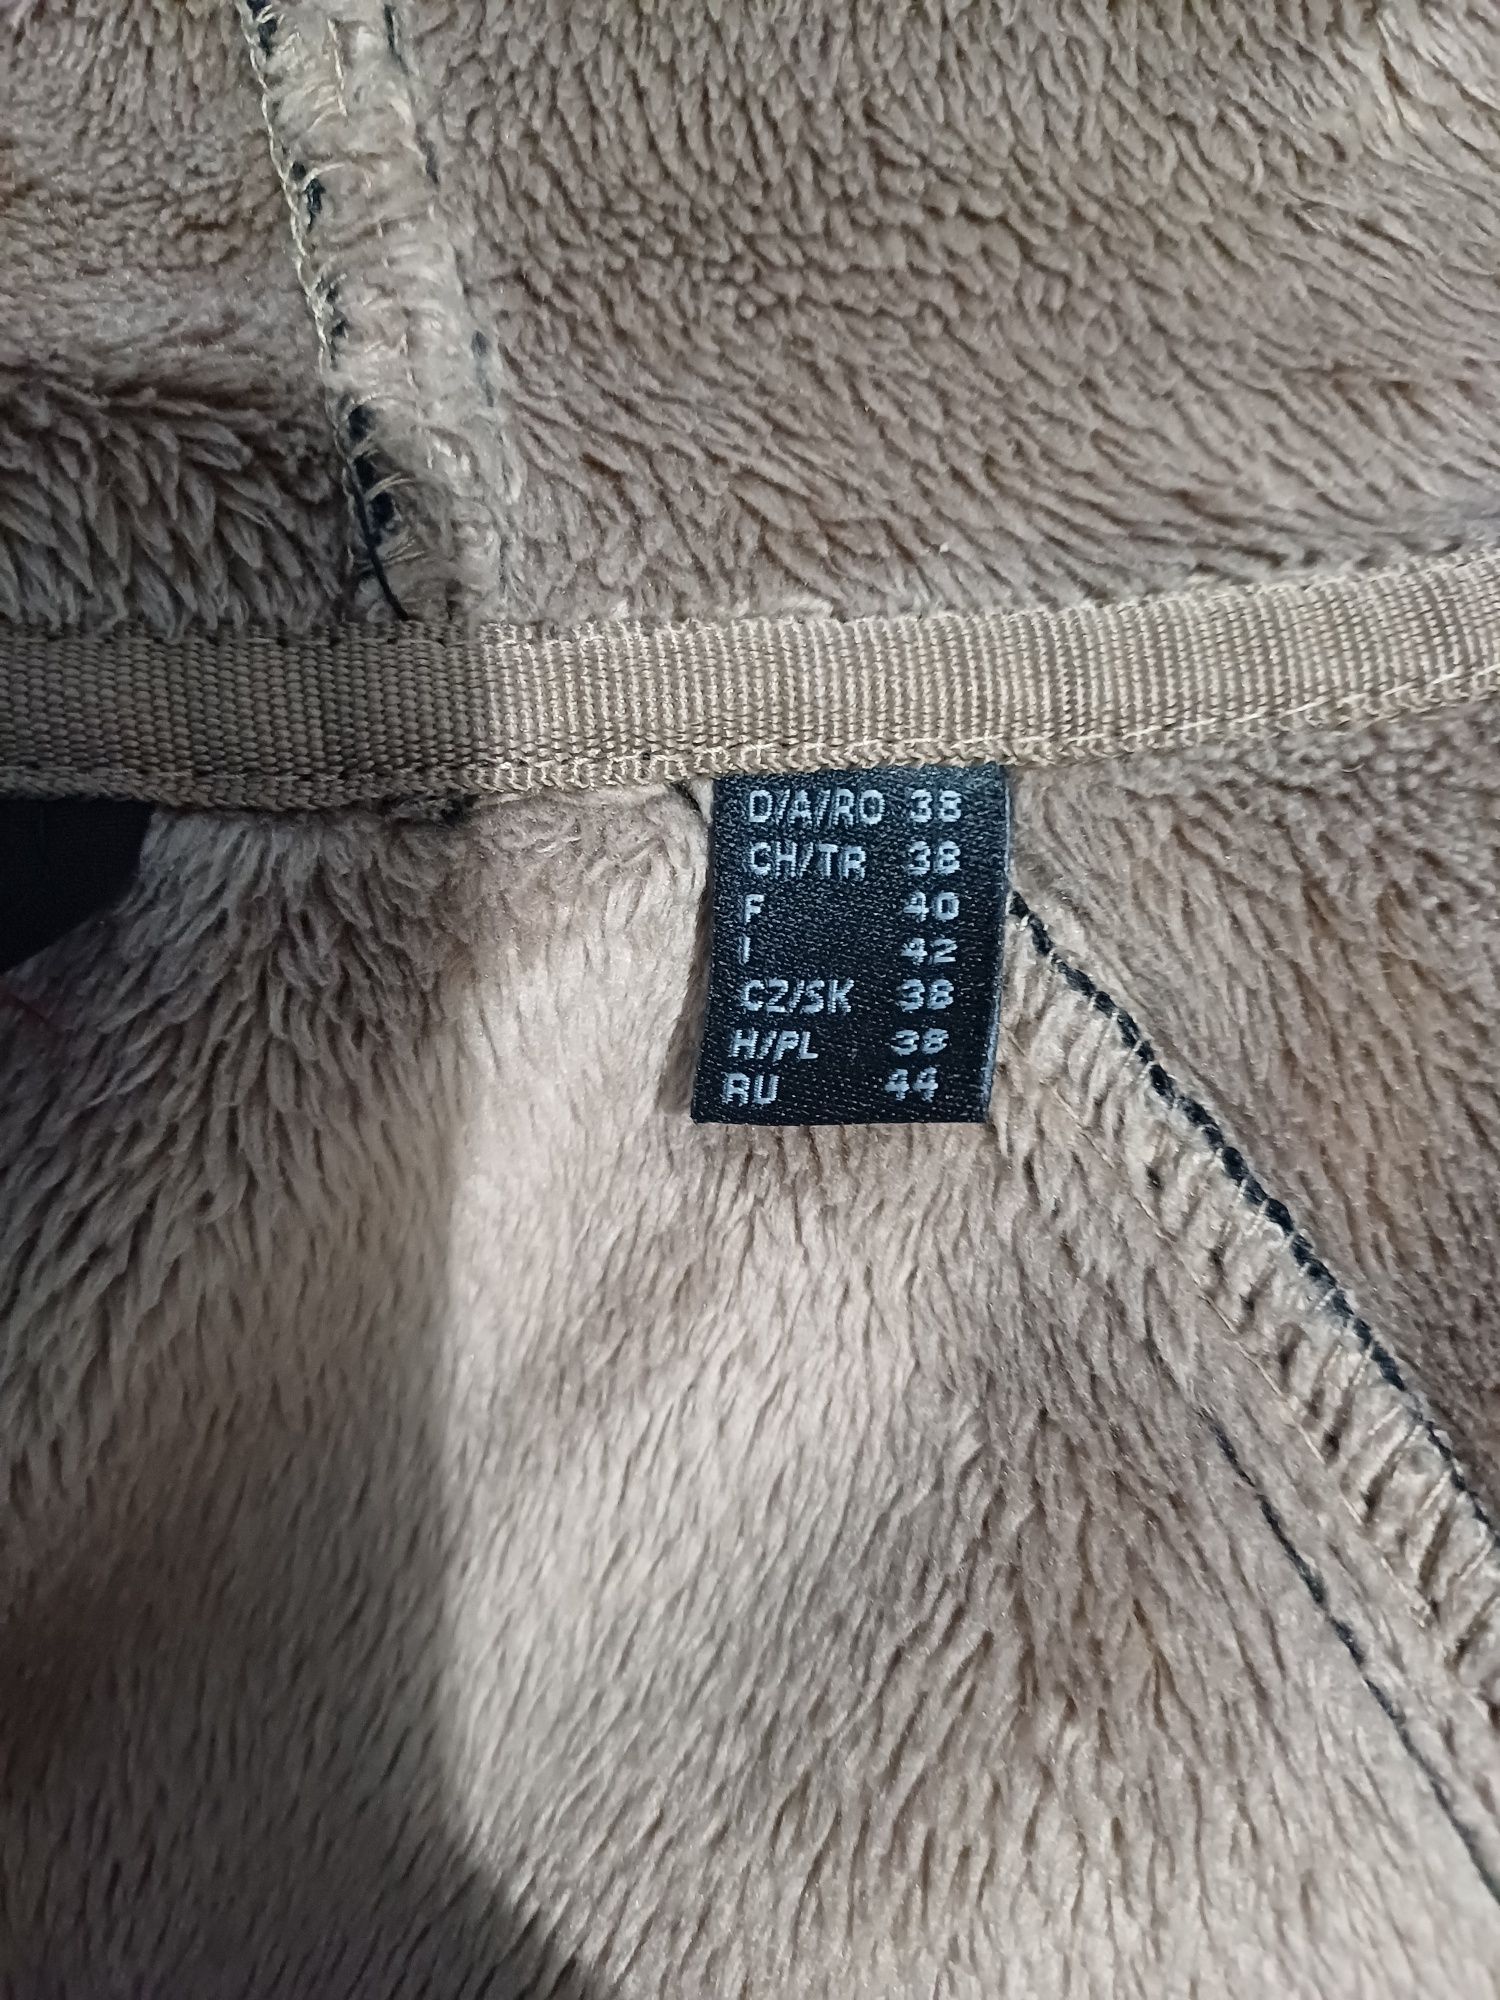 D/A/RO 38
CH/TR 38
F 40
I 42
CZ/SK 38
H/PL 38
RU 44